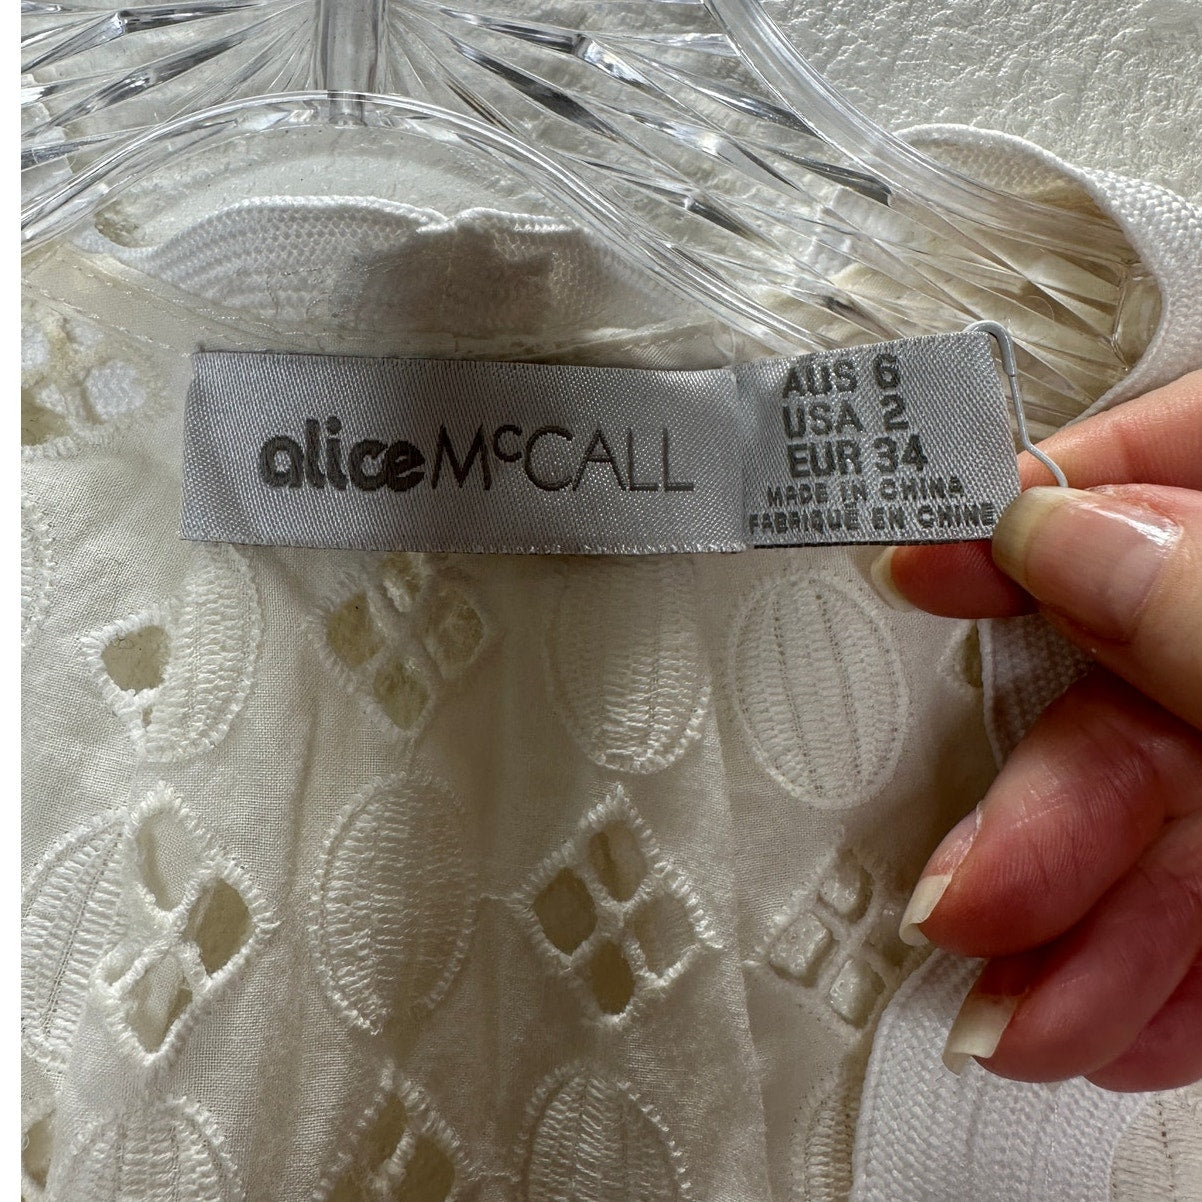 alice McCALL
AUS 6
USA 2
EUR 34
MADE IN CHINA
FABRIQUÉ EN CHINE